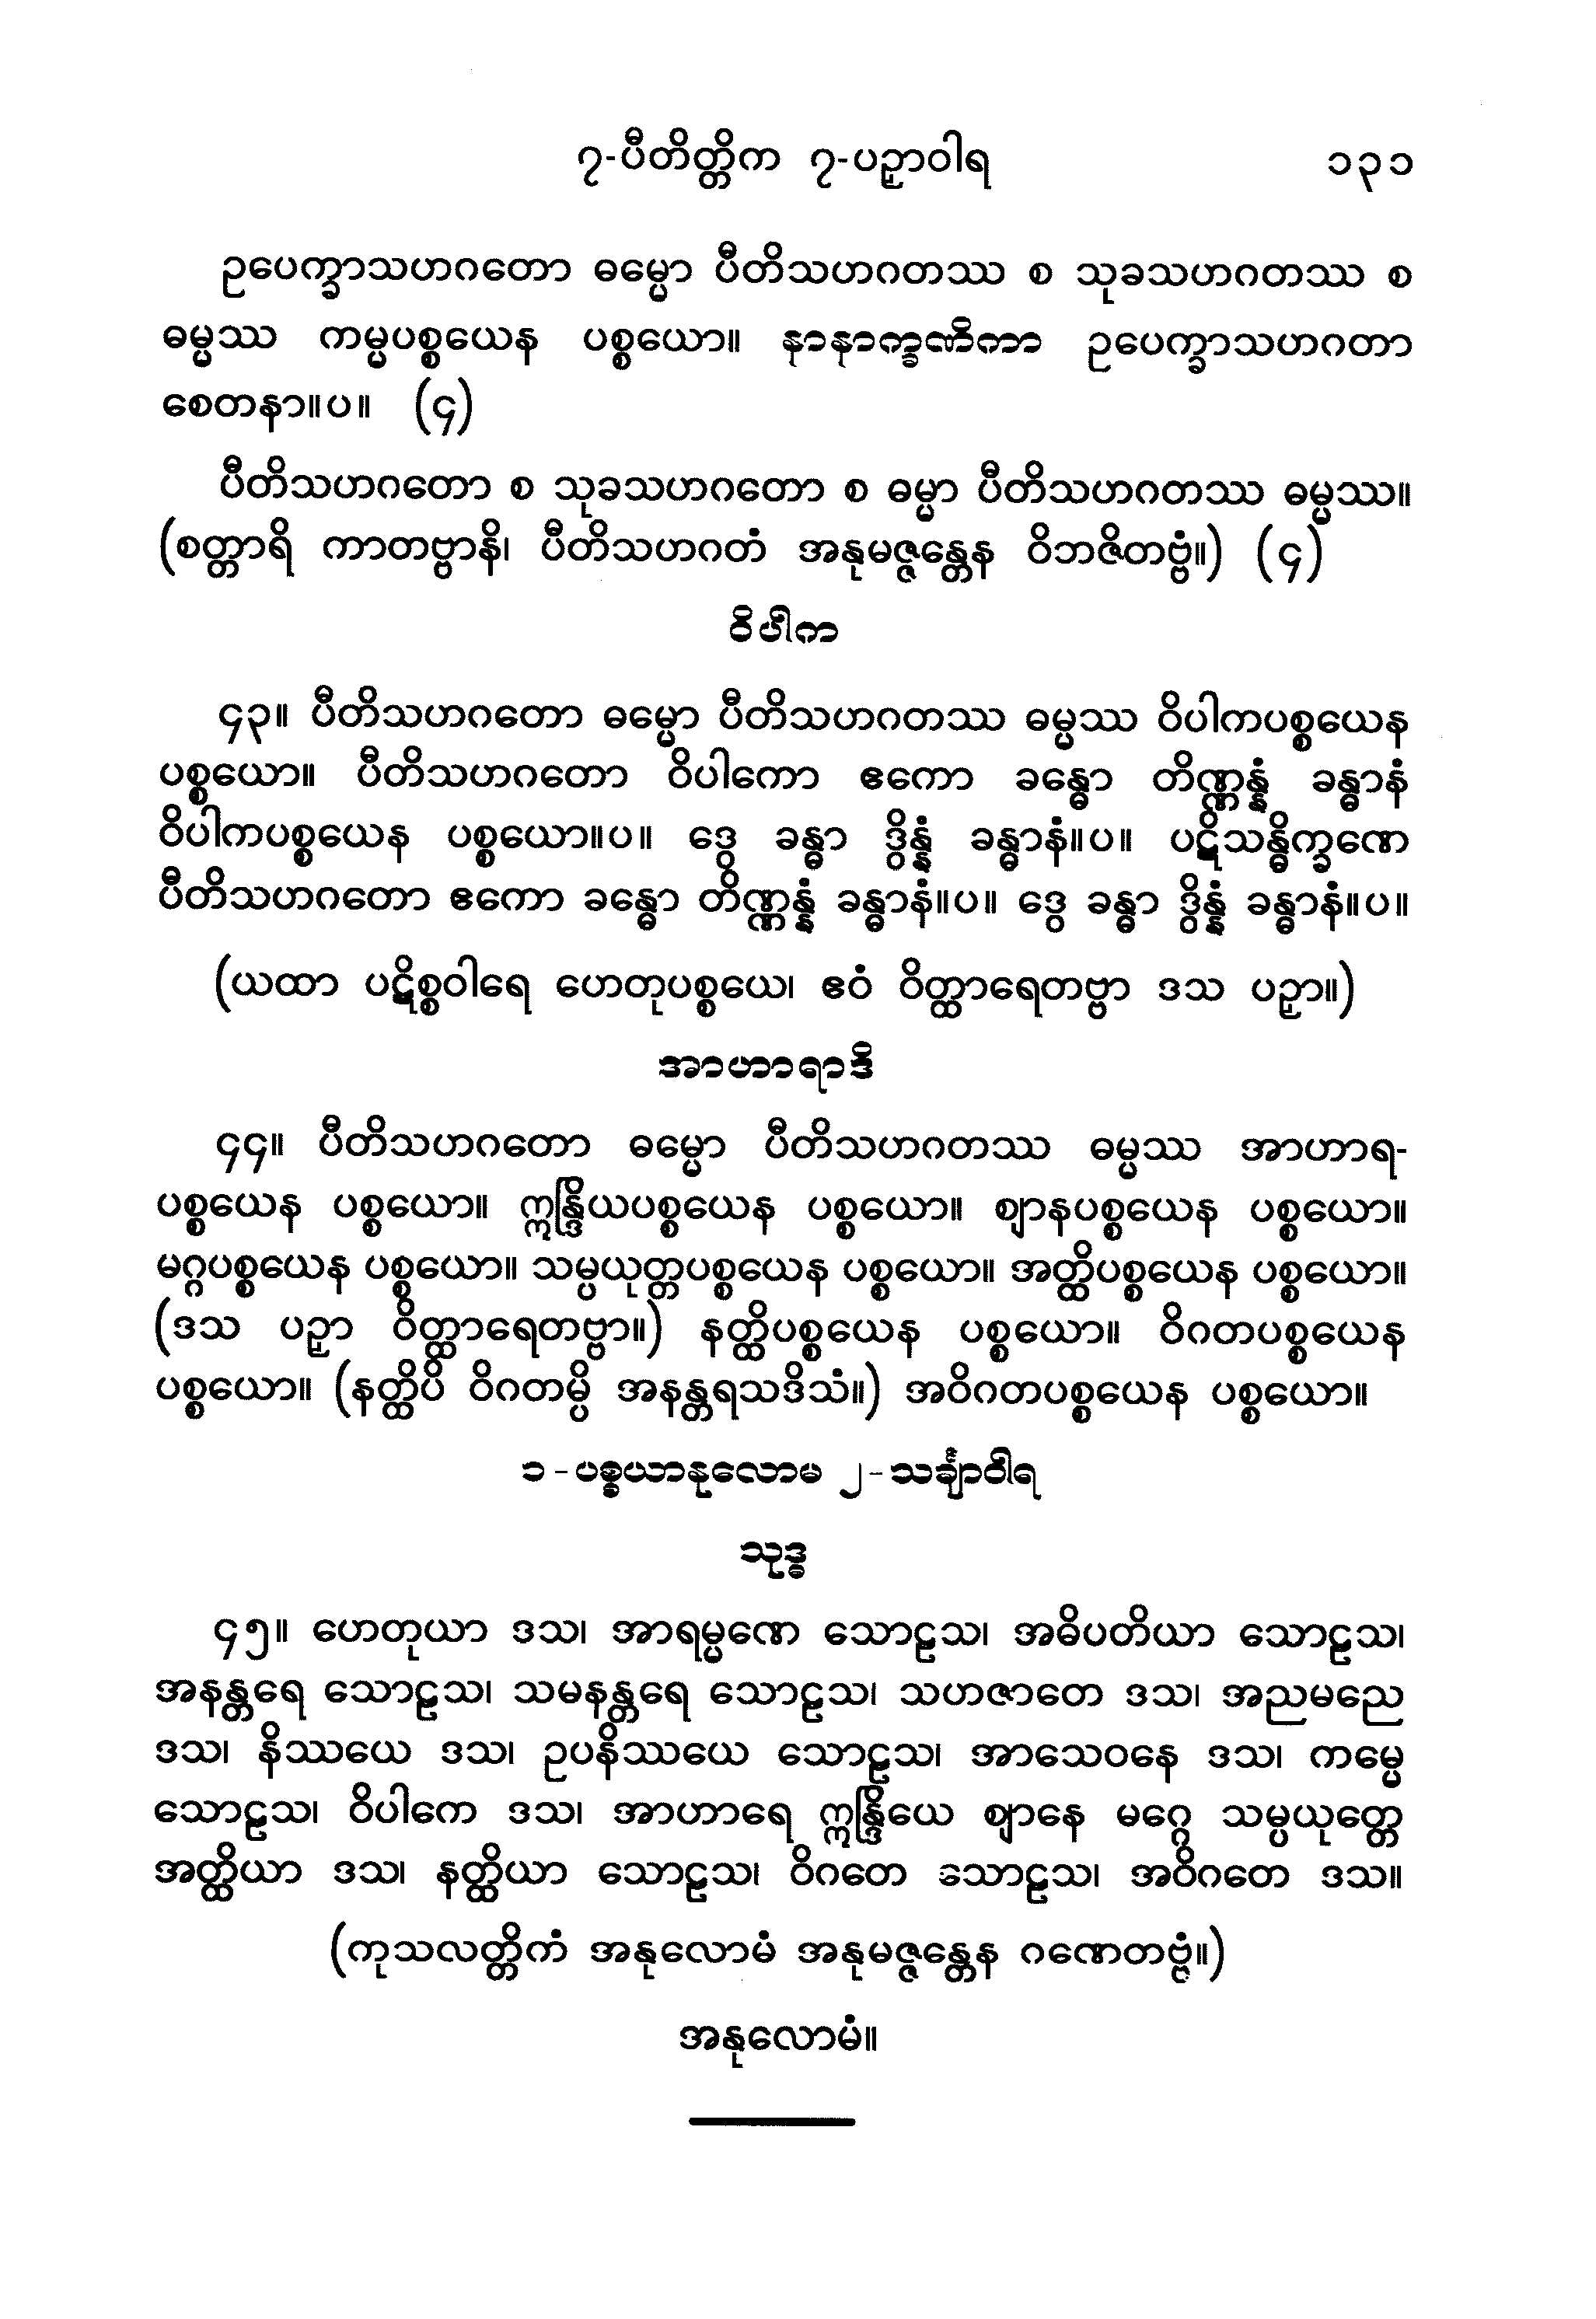 ၇-ပီတိတ္တိက ၇-ပဉှာဝါရ ၁၃၁
ဥပေက္ခာသဟဂတော ဓမ္မော ပီတိသဟဂတဿ စ သုခသဟဂတဿ စ
ဓမ္မဿ ကမ္မပစ္စယေန ပစ္စယော။ နာနာက္ခဏိကာ ဥပေက္ခာသဟဂတာ
စေတနာ။ပ။ (၄)
ပီတိသဟဂတော စ သုခသဟဂတော စ ဓမ္မာ ပီတိသဟဂတဿ ဓမ္မဿ။
(စတ္တာရိ ကာတဗ္ဗာနိ၊ ပီတိသဟဂတံ အနုမဇ္ဇန္တေန ဝိဘဇိတဗ္ဗံ။) (၄)
ဝိပါက
၄၃။ ပီတိသဟဂတော ဓမ္မော ပီတိသဟဂတဿ ဓမ္မဿ ဝိပါကပစ္စယေန
ပစ္စယော။ ပီတိသဟဂတော ဝိပါကော ဧကော ခန္ဓော တိဏ္ဏန္နံ ခန္ဓာနံ
ဝိပါကပစ္စယေန ပစ္စယော။ပ။ ဒွေ ခန္ဓာ ဒွိန္နံ ခန္ဓာနံ။ပ။ ပဋိသန္ဓိက္ခဏေ
ပီတိသဟဂတော ဧကော ခန္ဓော တိဏ္ဏန္နံ ခန္ဓာနံ။ပ။ ဒွေ ခန္ဓာ ဒွိန္နံ ခန္ဓာနံ။ပ။
(ယထာ ပဋိစ္စဝါရေ ဟေတုပစ္စယေ၊ ဧဝံ ဝိတ္ထာရေတဗ္ဗာ ဒသ ပဉှာ။)
အာဟာရာဒိ
၄၄။ ပီတိသဟဂတော ဓမ္မော ပီတိသဟဂတဿ ဓမ္မဿ အာဟာရ-
ပစ္စယေန ပစ္စယော။ ဣန္ဒြိယပစ္စယေန ပစ္စယော။ ဈာနပစ္စယေန ပစ္စယော။
မဂ္ဂပစ္စယေန ပစ္စယော။ သမ္ပယုတ္တပစ္စယေန ပစ္စယော။ အတ္ထိပစ္စယေန ပစ္စယော။
(ဒသ ပဉှာ ဝိတ္ထာရေတဗ္ဗာ။) နတ္ထိပစ္စယေန ပစ္စယော။ ဝိဂတပစ္စယေန
ပစ္စယော။ (နတ္ထိပိ ဝိဂတမ္ပိ အနန္တရသဒိသံ။) အဝိဂတပစ္စယေန ပစ္စယော။
၁-ပစ္စယာနုလောမ ၂-သင်္ချာဝါရ
သုဒ္ဓ
၄၅။ ဟေတုယာ ဒသ၊ အာရမ္မဏေ သောဠသ၊ အဓိပတိယာ သောဠသ၊
အနန္တရေ သောဠသ၊ သမနန္တရေ သောဠသ၊ သဟဇာတေ ဒသ၊ အညမညေ
ဒသ၊ နိဿယေ ဒသ၊ ဥပနိဿယေ သောဠသ၊ အာသေဝနေ ဒသ၊ ကမ္မေ
သောဠသ၊ ဝိပါကေ ဒသ၊ အာဟာရေ ဣန္ဒြိယေ ဈာနေ မဂ္ဂေ သမ္ပယုတ္တေ
အတ္ထိယာ ဒသ၊ နတ္ထိယာ သောဠသ၊ ဝိဂတေ သောဠသ၊ အဝိဂတေ ဒသ။
(ကုသလတ္တိကံ အနုလောမံ အနုမဇ္ဇန္တေန ဂဏေတဗ္ဗံ။)
အနုလောမံ။